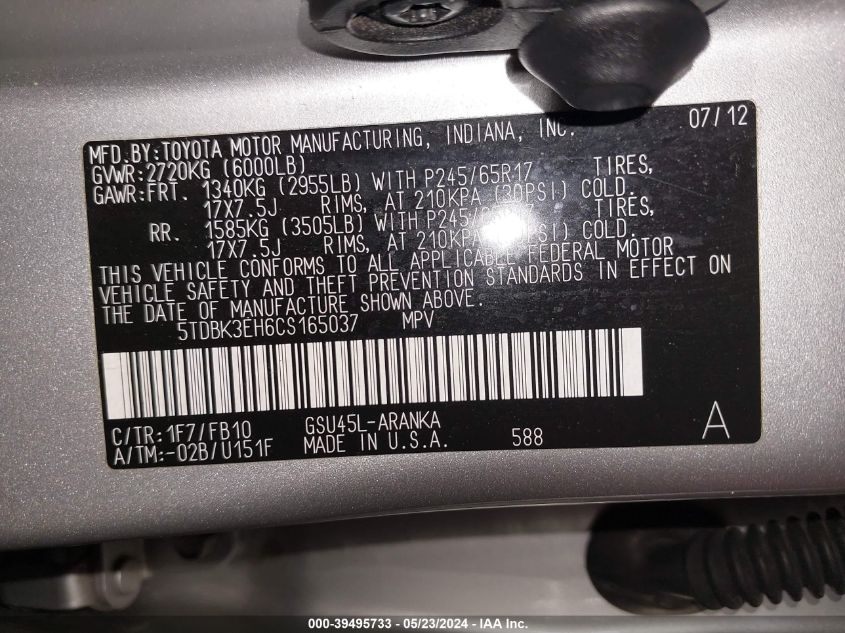 MFD.BY:TOYOTA MOTOR MANUFACTURING, INDIANA, INC. 07/12
GVWR:2720KG (6000LB)
GAWR:FRT. 1340KG (2955LB) WITH P245/65R17 TIRES,
17X7.5J RIMS, AT 210KPA (30PSI) COLD.
RR. 1585KG (3505LB) WITH TIRES,
17X7.5J RIMS, AT COLD.
THIS VEHICLE CONFORMS TO ALL APPLICABLE FEDERAL MOTOR
VEHICLE SAFETY AND THEFT PREVENTION STANDARDS IN EFFECT ON
THE DATE OF MANUFACTURE SHOWN ABOVE.
5TDBK3EH6CS165037 MPV
C/TR:1F7/FB10 GSU45L-ARANKA
A/TM:-02B/U151F MADE IN U.S.A. 588 A
000-39495733 - 05/23/2024 - IAA Inc.